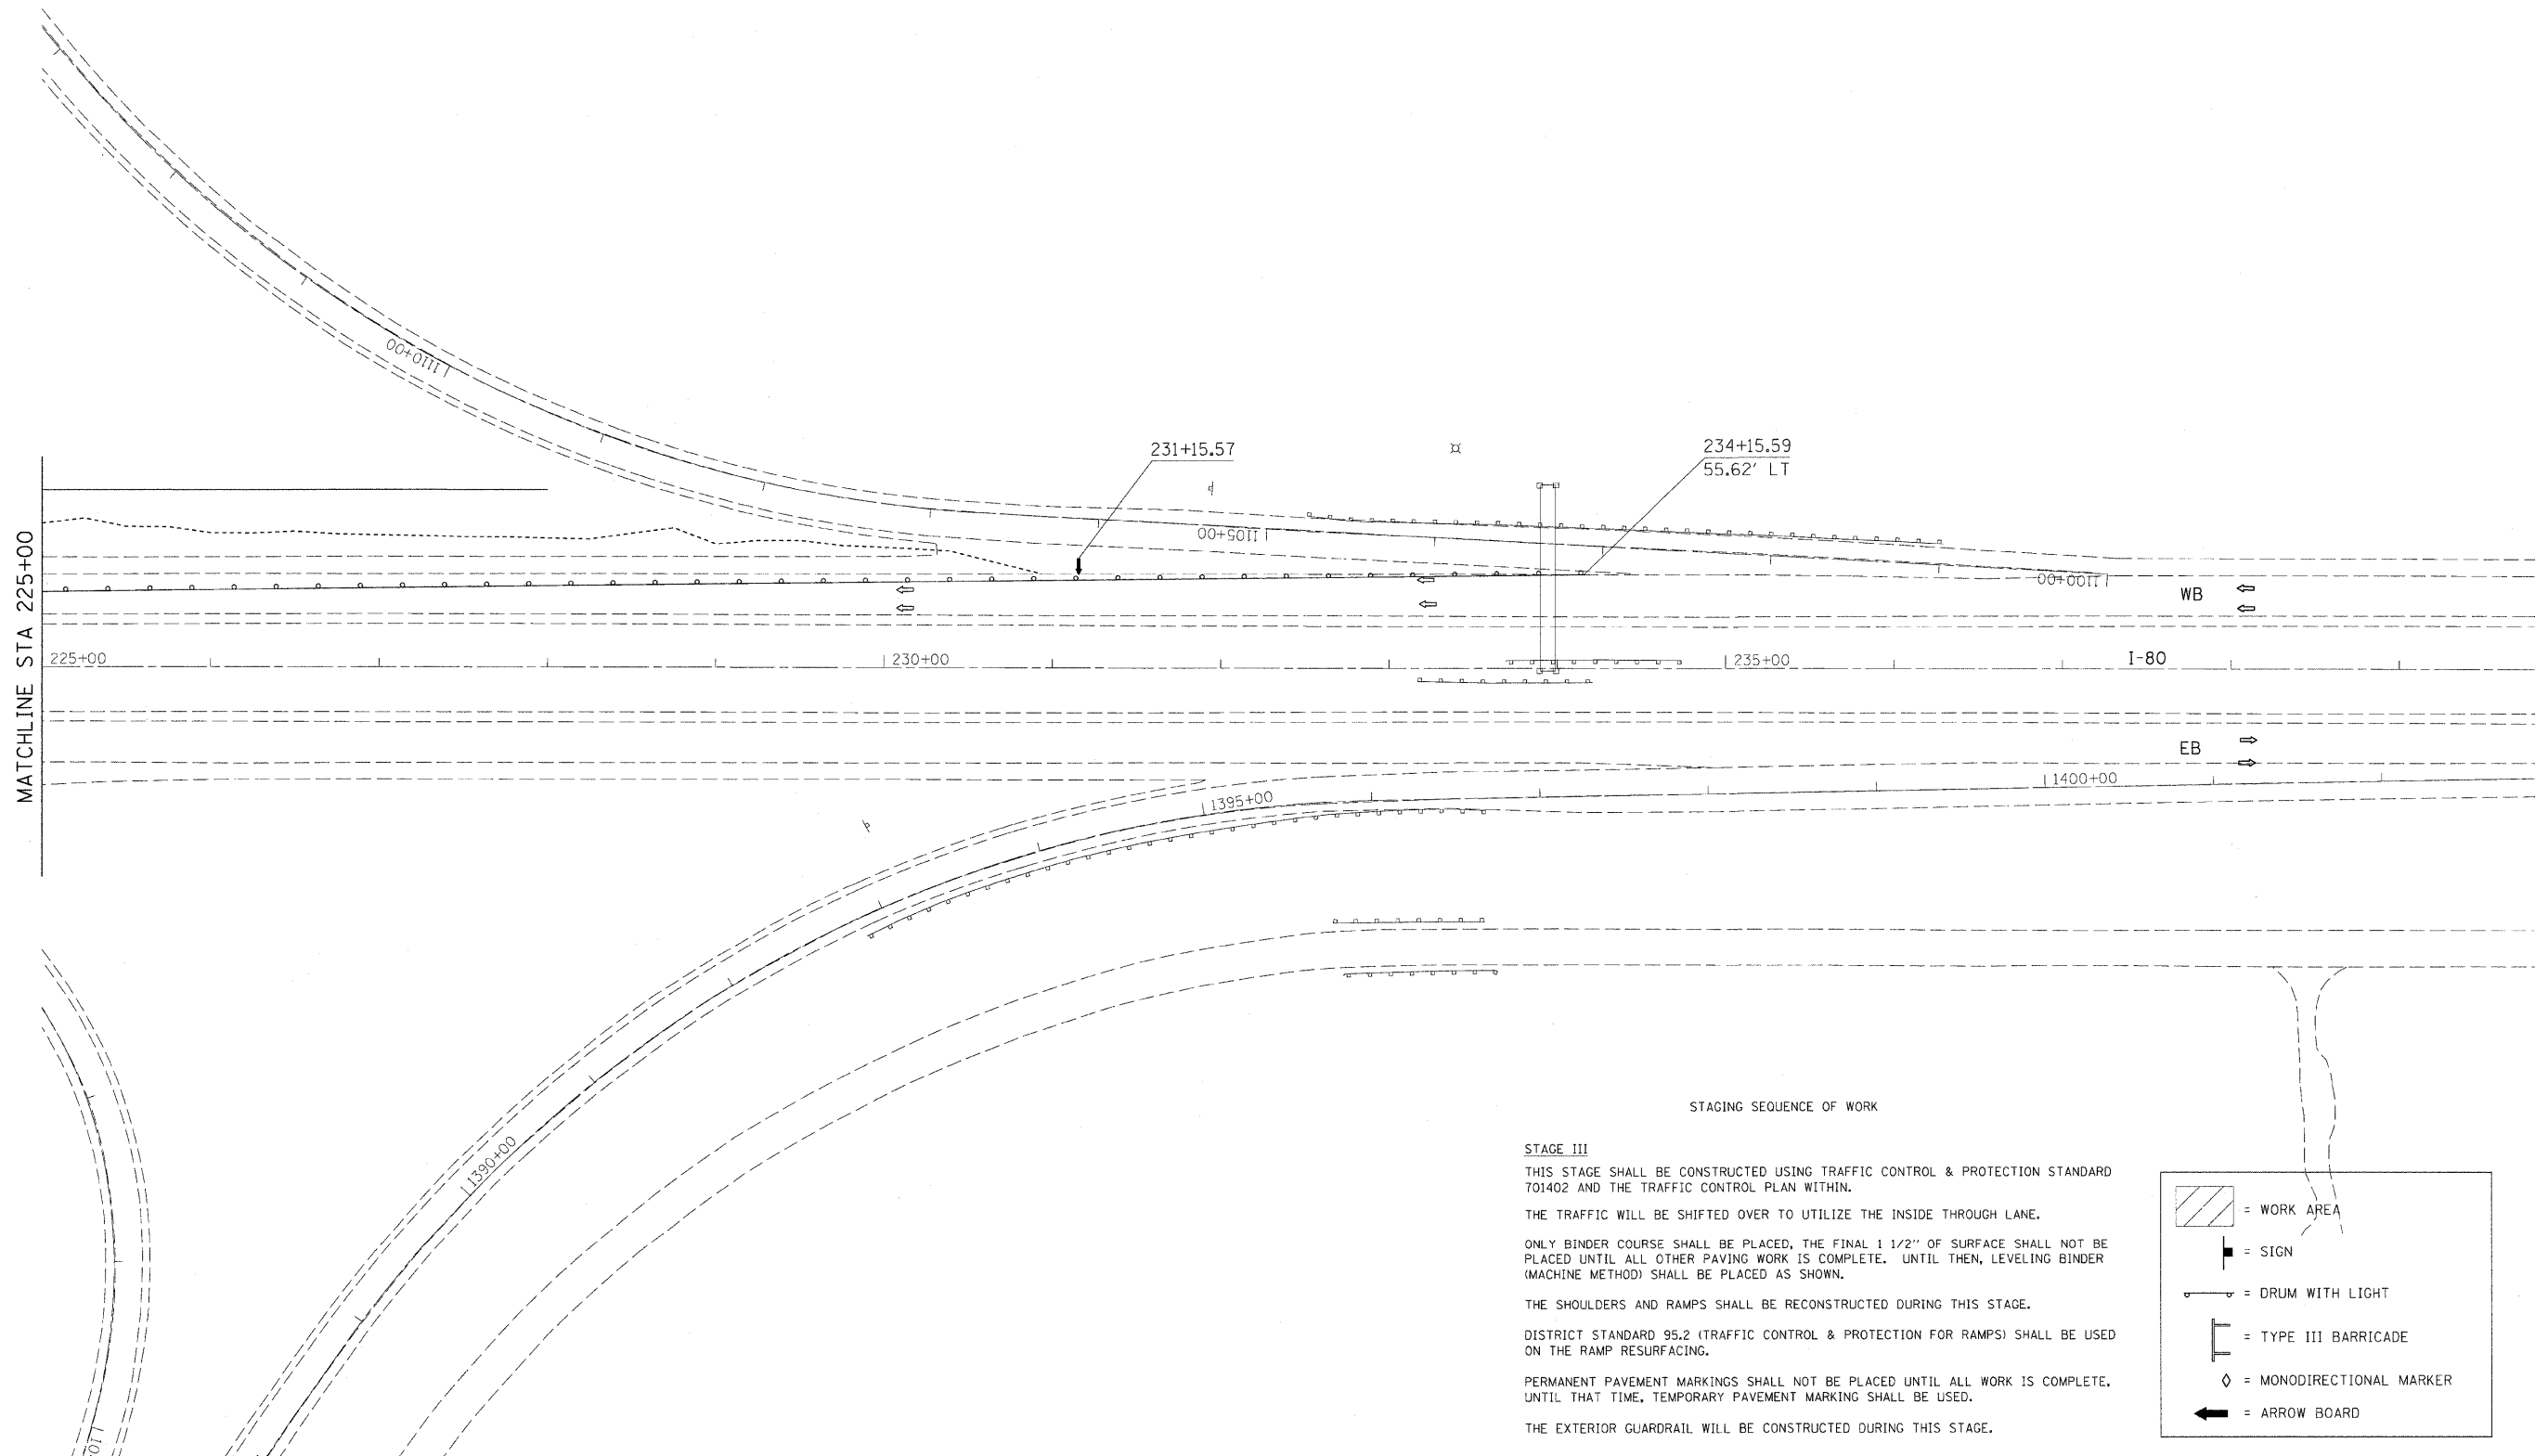 1110+00
231+15.57
234+15.59
55.62' LT
1105+00
1100+00
WB
MATCHLINE STA 225+00
225+00
230+00
235+00
I-80
EB
1395+00
1400+00
1390+00
STAGING SEQUENCE OF WORK
STAGE III
THIS STAGE SHALL BE CONSTRUCTED USING TRAFFIC CONTROL & PROTECTION STANDARD
701402 AND THE TRAFFIC CONTROL PLAN WITHIN.
THE TRAFFIC WILL BE SHIFTED OVER TO UTILIZE THE INSIDE THROUGH LANE.
ONLY BINDER COURSE SHALL BE PLACED, THE FINAL 1 1/2" OF SURFACE SHALL NOT BE
PLACED UNTIL ALL OTHER PAVING WORK IS COMPLETE. UNTIL THEN, LEVELING BINDER
(MACHINE METHOD) SHALL BE PLACED AS SHOWN.
THE SHOULDERS AND RAMPS SHALL BE RECONSTRUCTED DURING THIS STAGE.
DISTRICT STANDARD 95.2 (TRAFFIC CONTROL & PROTECTION FOR RAMPS) SHALL BE USED
ON THE RAMP RESURFACING.
PERMANENT PAVEMENT MARKINGS SHALL NOT BE PLACED UNTIL ALL WORK IS COMPLETE.
UNTIL THAT TIME, TEMPORARY PAVEMENT MARKING SHALL BE USED.
THE EXTERIOR GUARDRAIL WILL BE CONSTRUCTED DURING THIS STAGE.
= WORK AREA
= SIGN
= DRUM WITH LIGHT
= TYPE III BARRICADE
= MONODIRECTIONAL MARKER
= ARROW BOARD